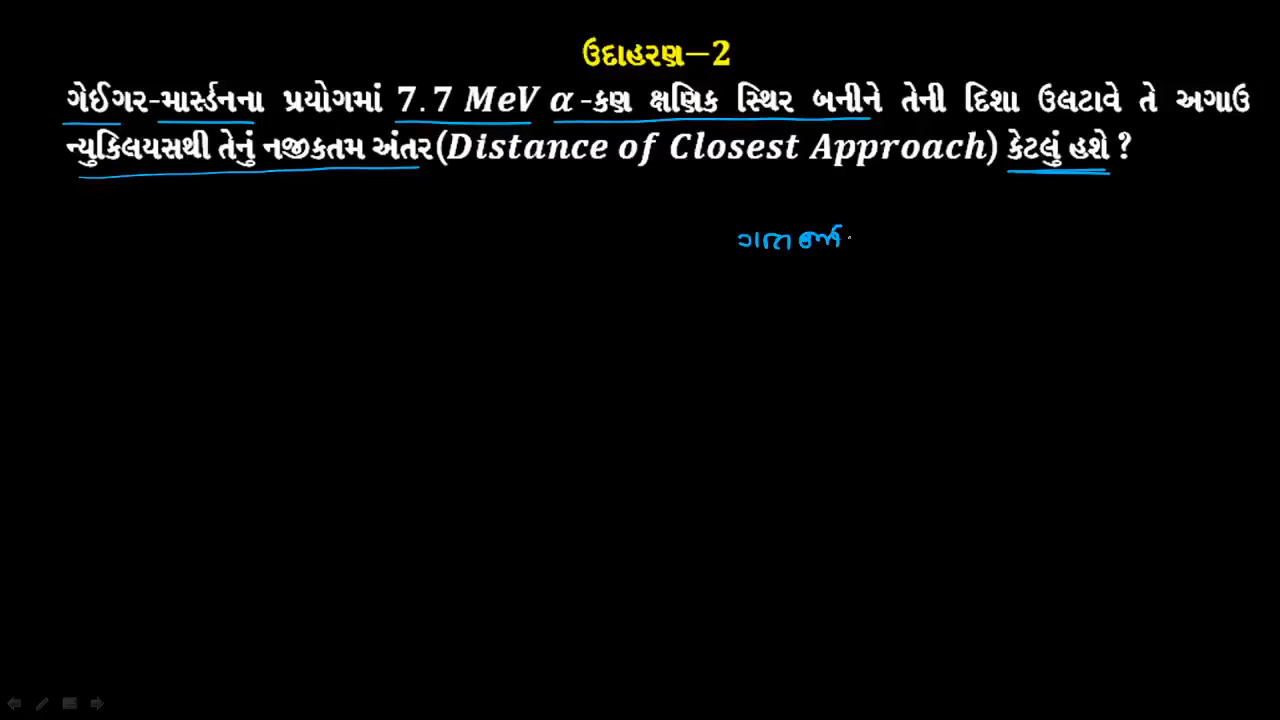 ઉદાહરણ−2
ગેઈગર-માર્સ્ડનના પ્રયોગમાં 7.7 MeV α-કણ ક્ષણિક સ્થિર બનીને તેની દિશા ઉલટાવે તે અગાઉ
ન્યુક્લિયસથી તેનું નજીકતમ અંતર(Distance of Closest Approach) કેટલું હશે ?